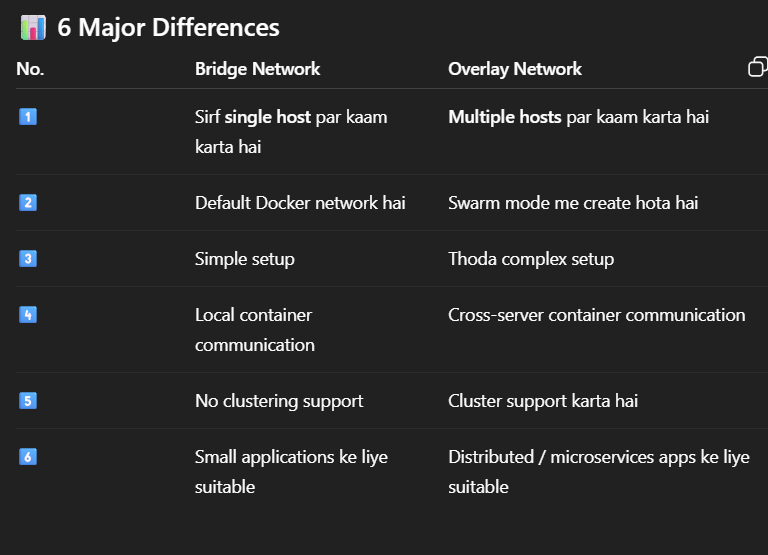 📊 6 Major Differences
No. Bridge Network Overlay Network
1️⃣ Sirf single host par kaam Multiple hosts par kaam karta hai
karta hai
2️⃣ Default Docker network hai Swarm mode me create hota hai
3️⃣ Simple setup Thoda complex setup
4️⃣ Local container Cross-server container communication
communication
5️⃣ No clustering support Cluster support karta hai
6️⃣ Small applications ke liye Distributed / microservices apps ke liye
suitable suitable